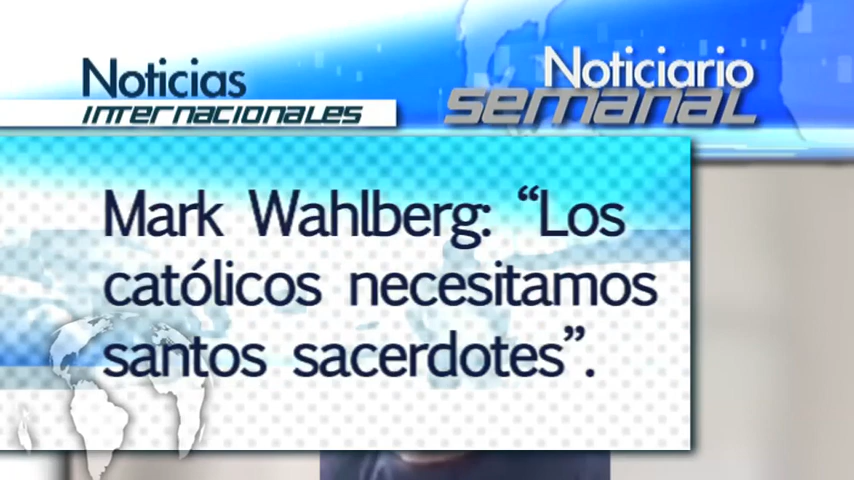 Noticias
internacionales
Noticiario
semanal
Mark Wahlberg: “Los
católicos necesitamos
santos sacerdotes”.